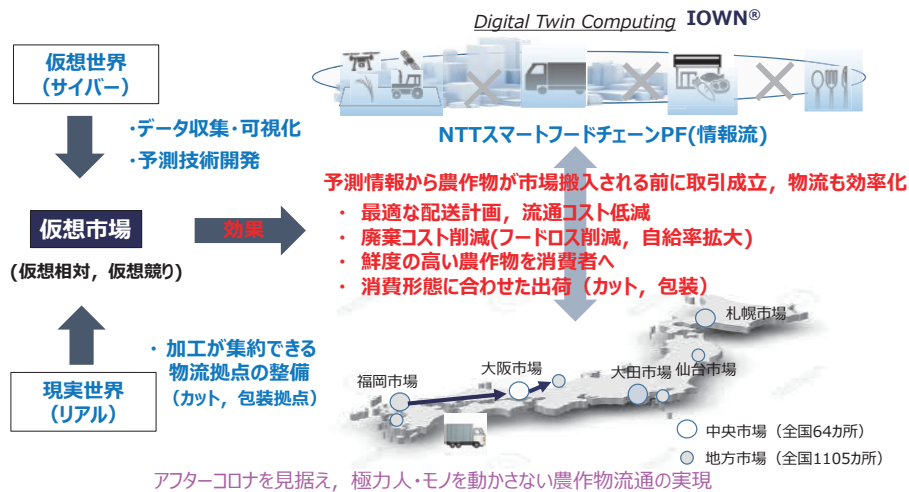 Digital Twin Computing IOWN®
仮想世界
（サイバー）
・データ収集・可視化
・予測技術開発
NTTスマートフードチェーンPF(情報流)
予測情報から農作物が市場搬入される前に取引成立，物流も効率化
・ 最適な配送計画，流通コスト低減
・ 廃棄コスト削減(フードロス削減，自給率拡大)
・ 鮮度の高い農作物を消費者へ
・ 消費形態に合わせた出荷（カット，包装）
仮想市場
効果
(仮想相対，仮想競り)
・ 加工が集約できる
物流拠点の整備
（カット，包装拠点）
現実世界
（リアル）
札幌市場
仙台市場
大田市場
大阪市場
福岡市場
中央市場（全国64カ所）
地方市場（全国1105カ所）
アフターコロナを見据え，極力人・モノを動かさない農作物流通の実現